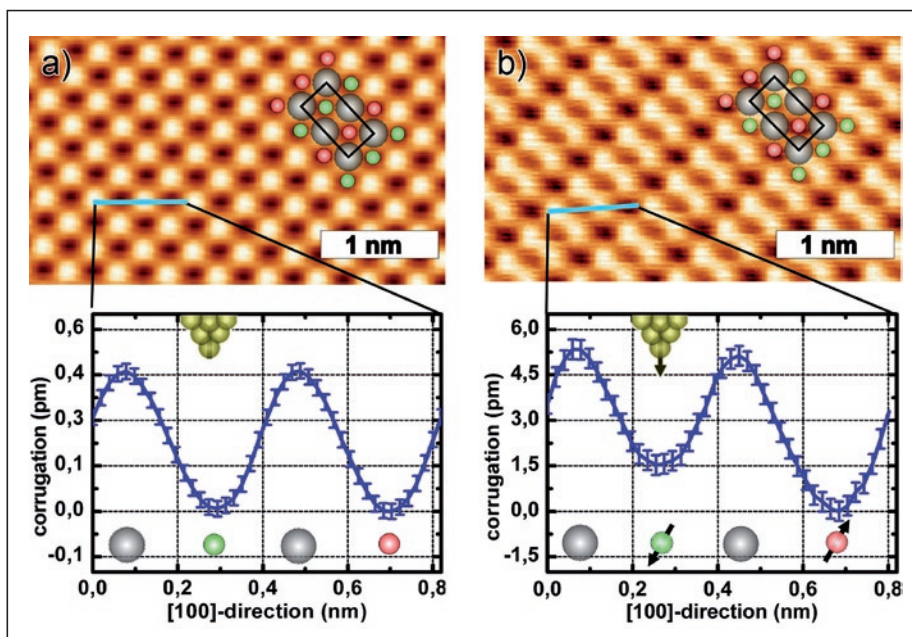 a)
1 nm
b)
1 nm
corrugation (pm)
0,6
0,4
0,3
0,1
0,0
-0,1
0,0 0,2 0,4 0,6 0,8
[100]-direction (nm)
corrugation (pm)
6,0
4,5
3,0
1,5
0,0
-1,5
0,0 0,2 0,4 0,6 0,8
[100]-direction (nm)